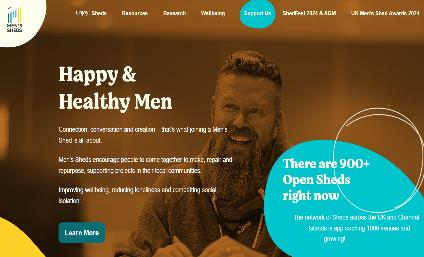 MEN'S
SHEDS
Sheds
Resources
Research
Wellbeing
Support Us
ShedFest 2024 & AGM
UK Men's Shed Awards 2024
Happy &
Healthy Men
Connection, conversation and creation that's what joining a Men's
Shed is all about.
Men's Sheds encourage people to come together to make, repair and
repurpose, supporting projects in their local communities.
Improving wellbeing, reducing loneliness and combatting social
isolation
Learn More
There are 900+
Open Sheds
right now
The network of Sheds across the UK and Channel
Islands is approaching 1000 venues and
growing!